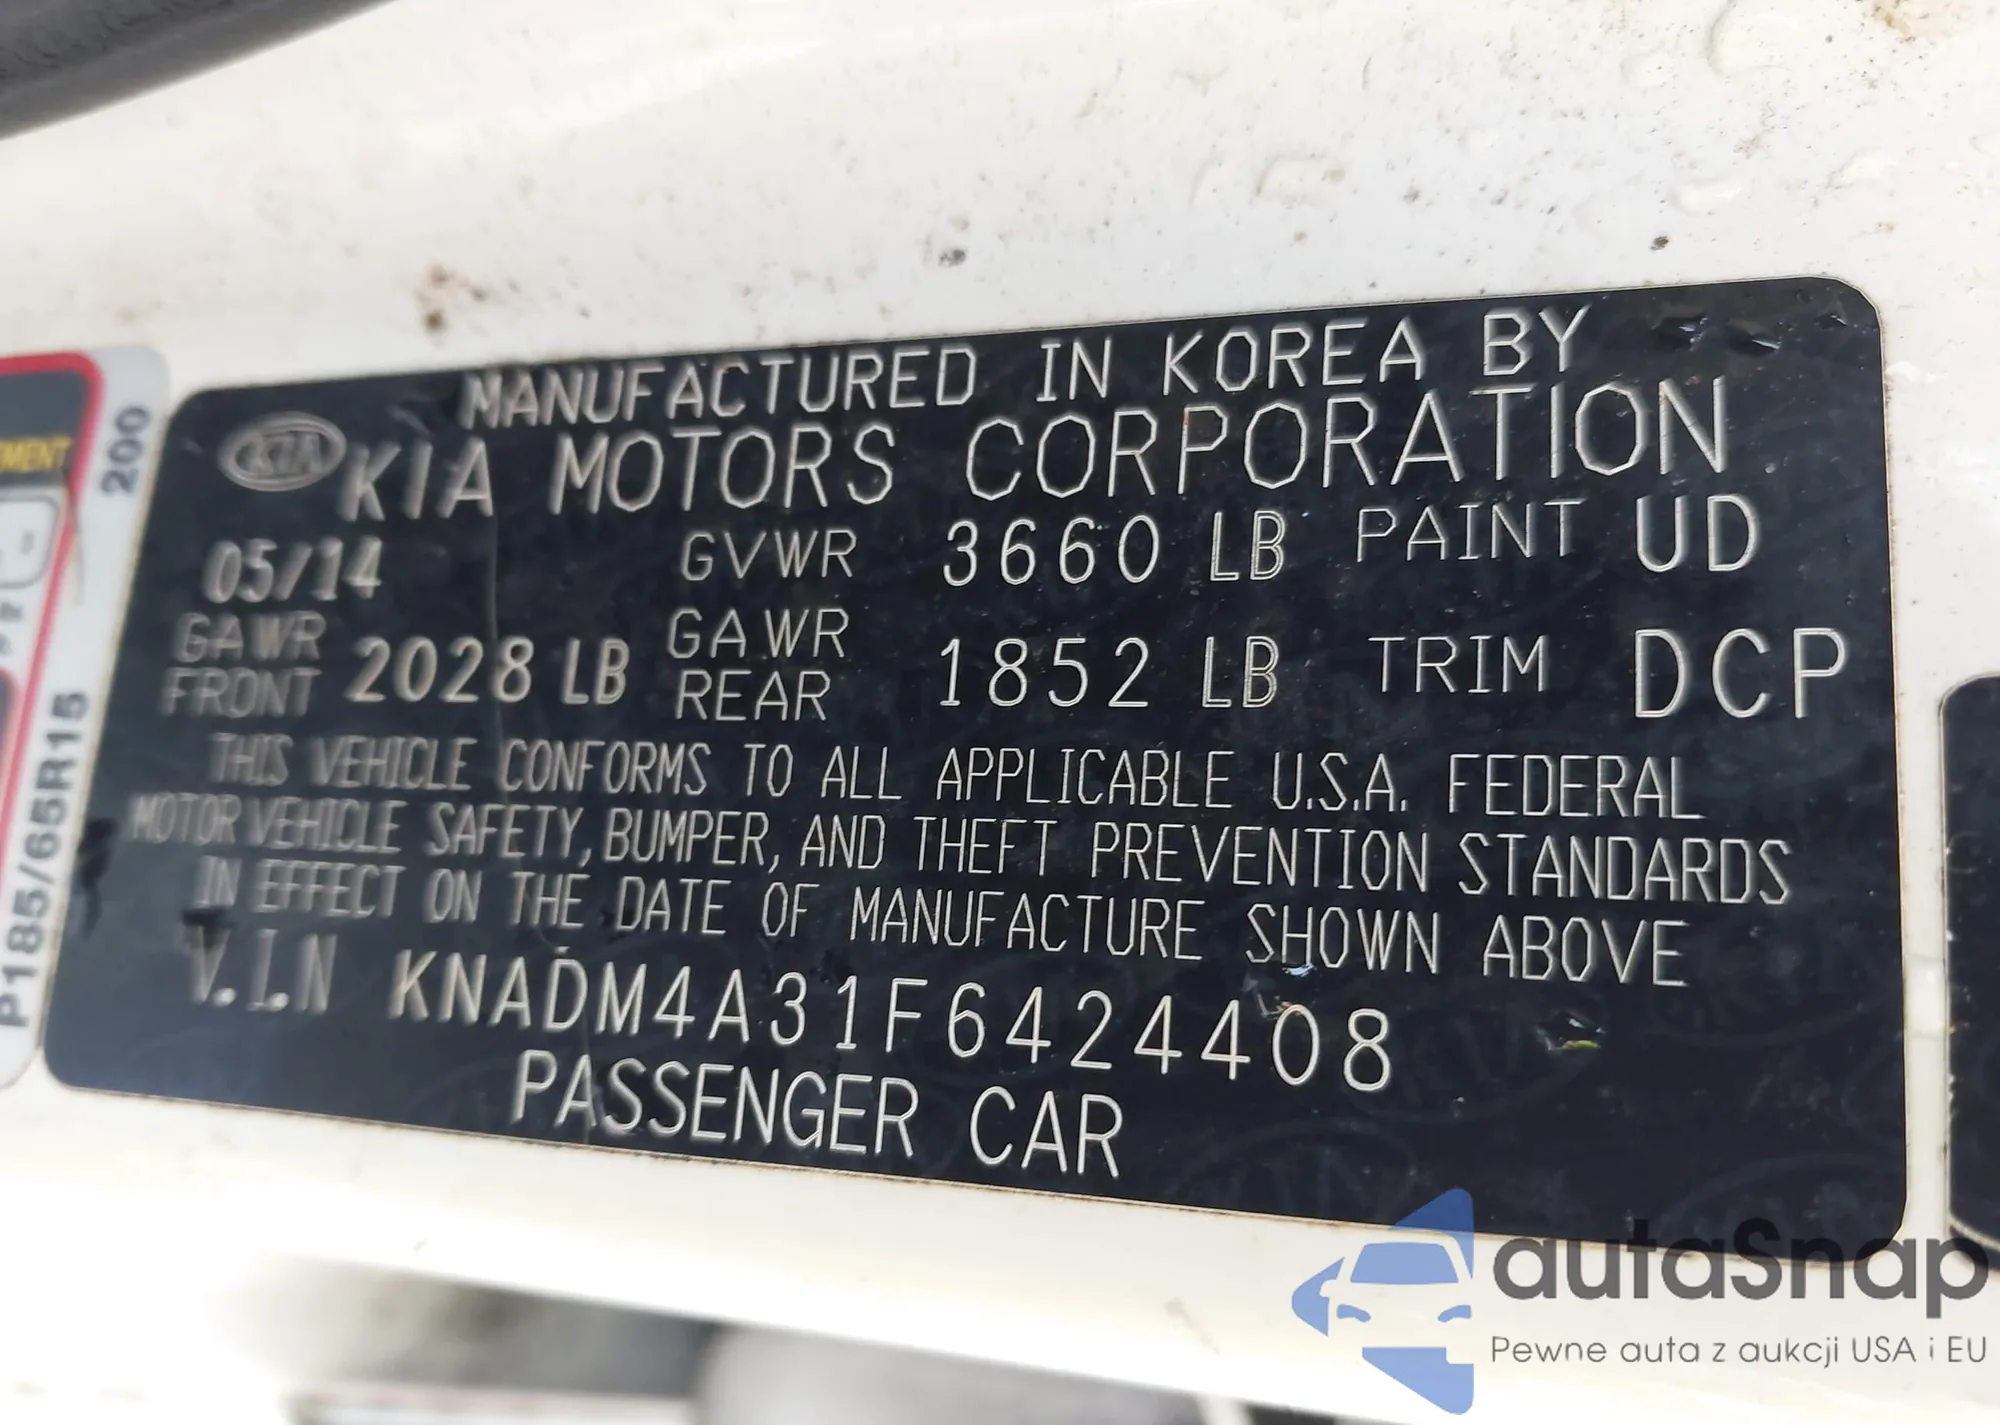 MANUFACTURED IN KOREA BY
KIA KIA MOTORS CORPORATION
05/14 GVWR 3660 LB PAINT UD
GAWR FRONT 2028 LB GAWR REAR 1852 LB TRIM DCP
THIS VEHICLE CONFORMS TO ALL APPLICABLE U.S.A. FEDERAL
MOTOR VEHICLE SAFETY, BUMPER, AND THEFT PREVENTION STANDARDS
IN EFFECT ON THE DATE OF MANUFACTURE SHOWN ABOVE
V.I.N KNADM4A31F6424408
PASSENGER CAR
200
P185/65R15
autaSnap
Pewne auta z aukcji USA i EU